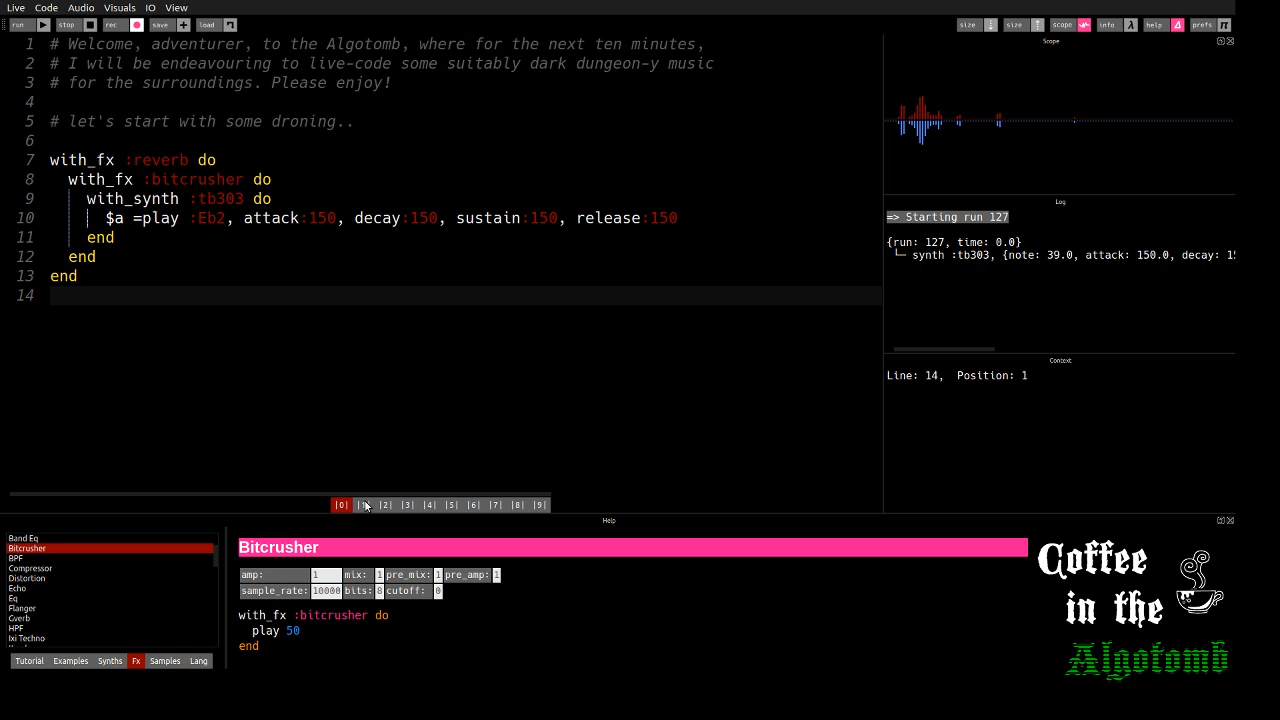 Live Code Audio Visuals IO View
run stop rec save load size size scope info help prefs
1 # Welcome, adventurer, to the Algotomb, where for the next ten minutes,
2 # I will be endeavouring to live-code some suitably dark dungeon-y music
3 # for the surroundings. Please enjoy!
4
5 # let's start with some droning..
6
7 with_fx :reverb do
8 with_fx :bitcrusher do
9 with_synth :tb303 do
10 $a =play :Eb2, attack:150, decay:150, sustain:150, release:150
11 end
12 end
13 end
14
|0| |1| |2| |3| |4| |5| |6| |7| |8| |9|
Scope
Log
=> Starting run 127
{run: 127, time: 0.0}
└─ synth :tb303, {note: 39.0, attack: 150.0, decay: 15
Context
Line: 14, Position: 1
Help
Band Eq
Bitcrusher
BPF
Compressor
Distortion
Echo
Eq
Flanger
Gverb
HPF
Ixi Techno
Tutorial Examples Synths Fx Samples Lang
Bitcrusher
amp: 1 mix: 1 pre_mix: 1 pre_amp: 1
sample_rate: 10000 bits: 8 cutoff: 0
with_fx :bitcrusher do
play 50
end
Coffee
in the
Algotomb